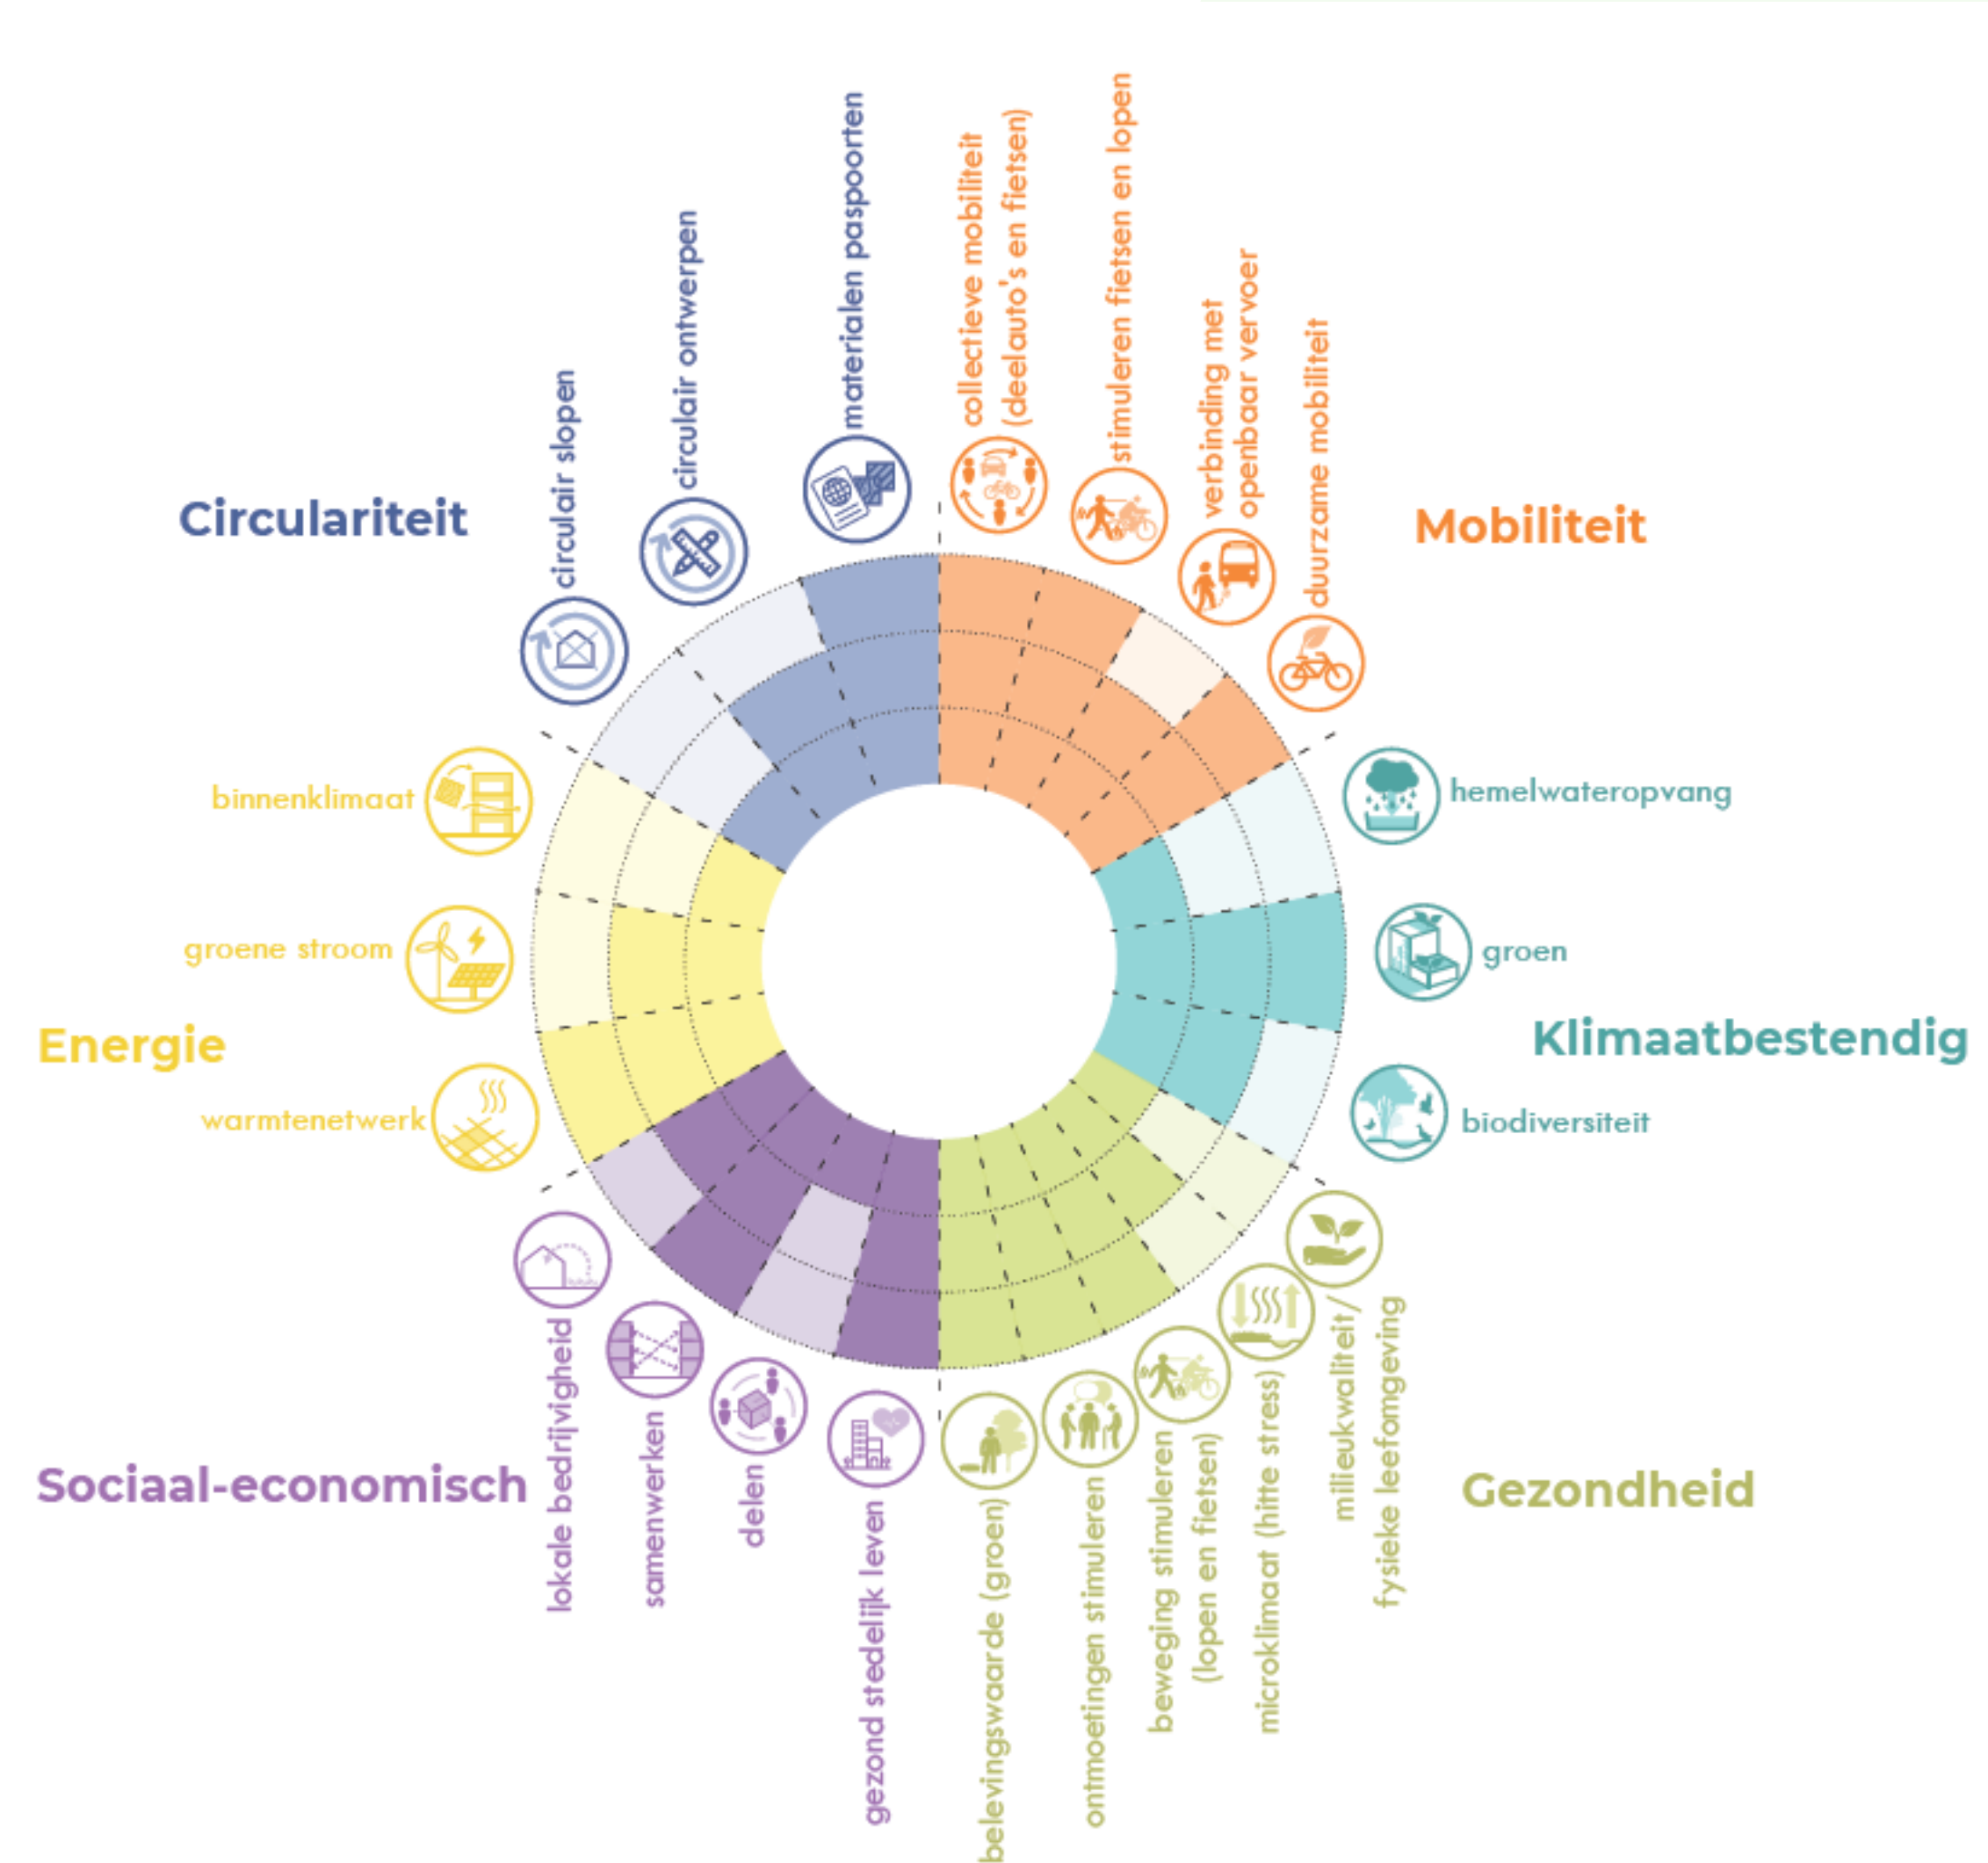 Circulariteit
circulair slopen
circulair ontwerpen
materialen paspoorten
Mobiliteit
collectieve mobiliteit
(deelauto's en fietsen)
stimuleren fietsen en lopen
verbinding met
openbaar vervoer
duurzame mobiliteit
Klimaatbestendig
hemelwateropvang
groen
biodiversiteit
Gezondheid
milieukwaliteit/
fysieke leefomgeving
microklimaat (hitte stress)
beweging stimuleren
(lopen en fietsen)
ontmoetingen stimuleren
belevingswaarde (groen)
Sociaal-economisch
gezond stedelijk leven
delen
samenwerken
lokale bedrijvigheid
Energie
warmtenetwerk
groene stroom
binnenklimaat